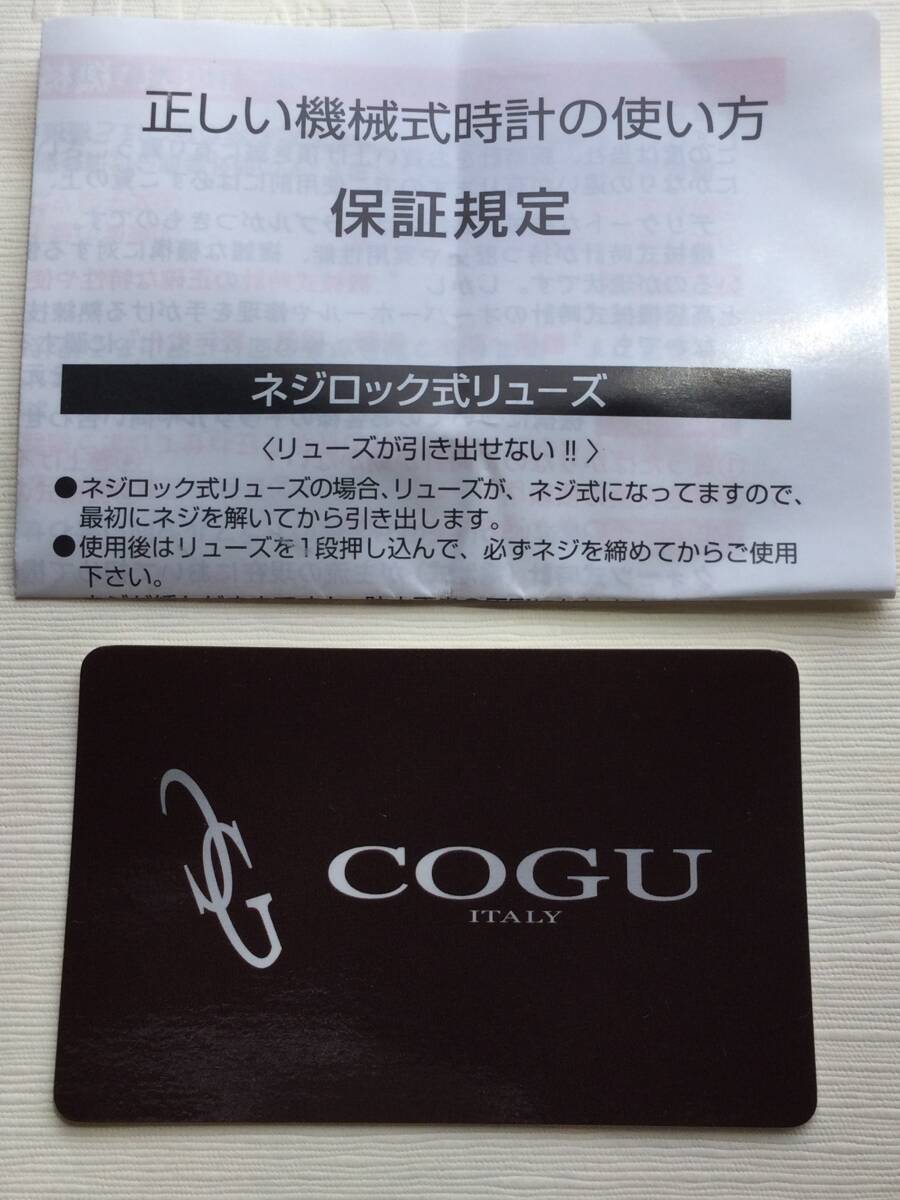 正しい機械式時計の使い方
保証規定
ネジロック式リューズ
〈リューズが引き出せない!!〉
●ネジロック式リューズの場合、リューズが、ネジ式になってますので、
最初にネジを解いてから引き出します。
●使用後はリューズを1段押し込んで、必ずネジを締めてからご使用
下さい。
CG
COGU
ITALY